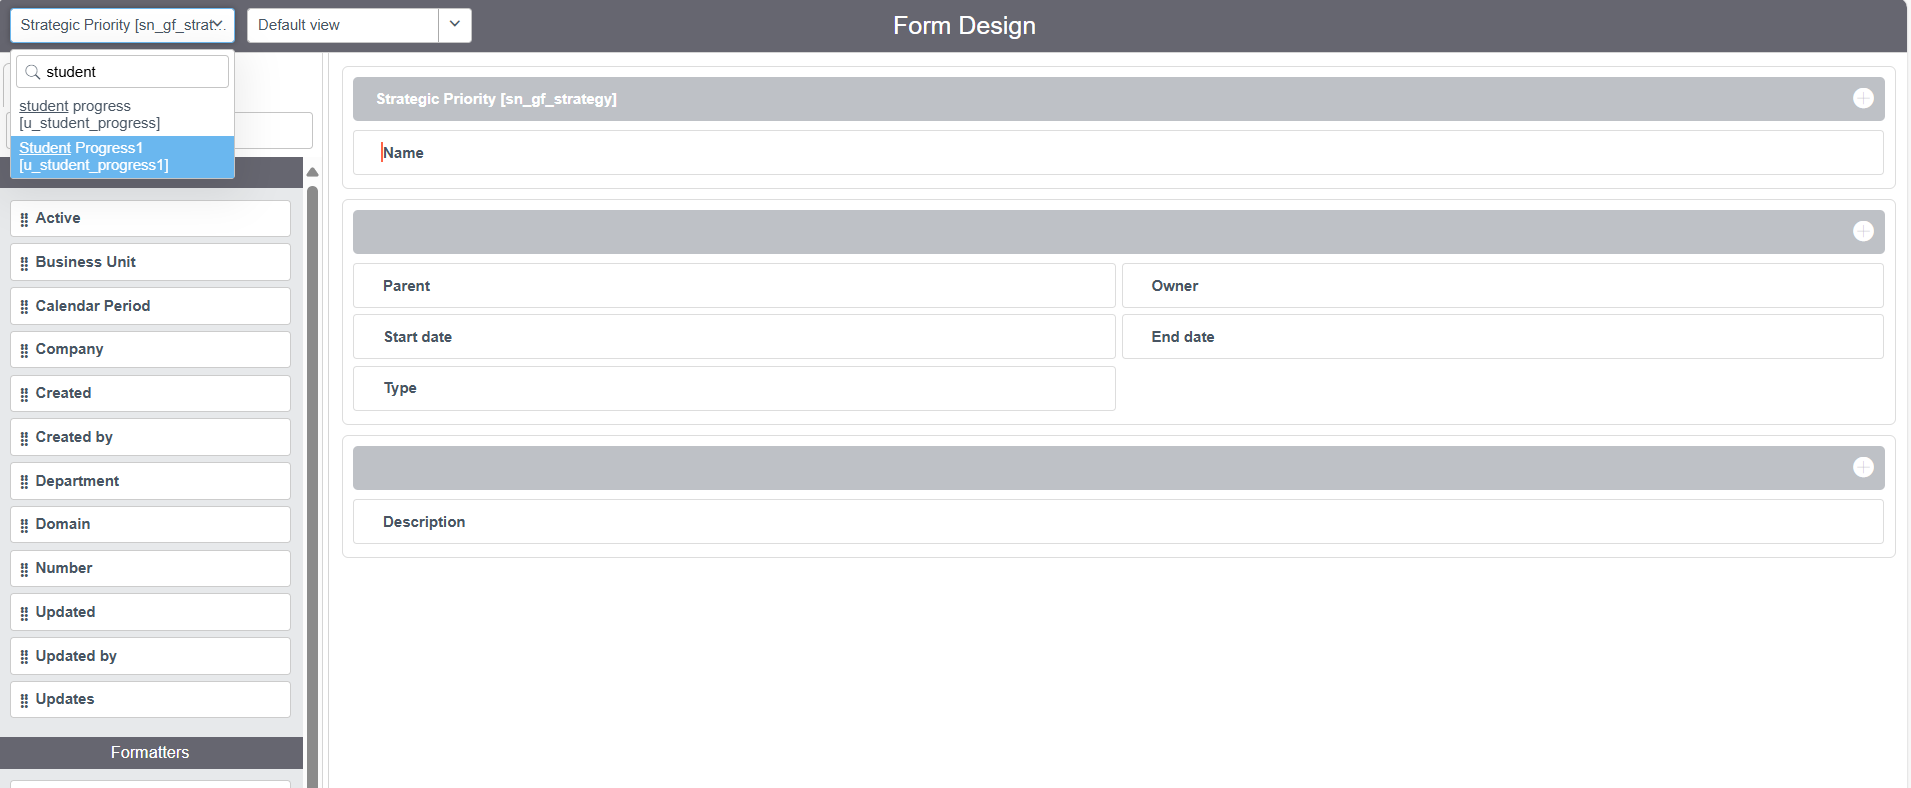 Strategic Priority [sn_gf_strat...
Default view
Form Design
student
student progress
[u_student_progress]
Student Progress1
[u_student_progress1]
Active
Business Unit
Calendar Period
Company
Created
Created by
Department
Domain
Number
Updated
Updated by
Updates
Formatters
Strategic Priority [sn_gf_strategy]
Name
Parent
Owner
Start date
End date
Type
Description